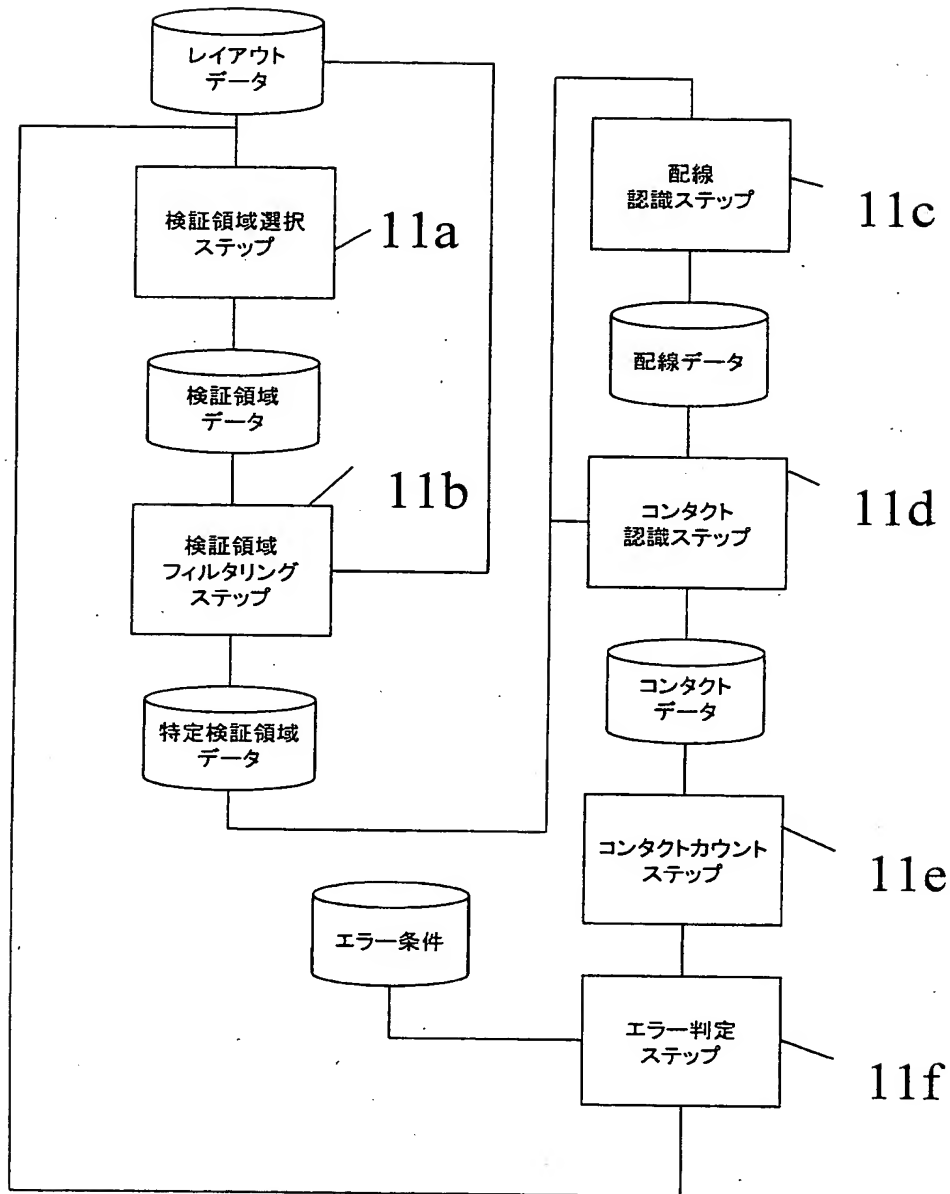 レイアウト
データ
検証領域選択
ステップ
11a
検証領域
データ
11b
検証領域
フィルタリング
ステップ
特定検証領域
データ
エラー条件
配線
認識ステップ
11c
配線データ
コンタクト
認識ステップ
11d
コンタクト
データ
コンタクトカウント
ステップ
11e
エラー判定
ステップ
11f